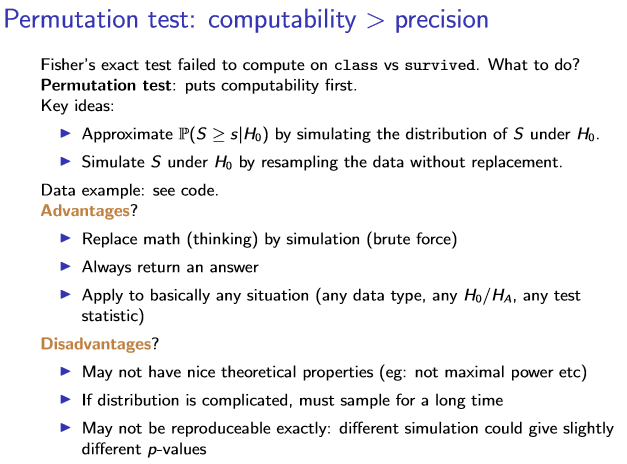 Permutation test: computability > precision
Fisher's exact test failed to compute on class vs survived. What to do?
Permutation test: puts computability first.
Key ideas:
▶ Approximate ℙ(S ≥ s|H₀) by simulating the distribution of S under H₀.
▶ Simulate S under H₀ by resampling the data without replacement.
Data example: see code.
Advantages?
▶ Replace math (thinking) by simulation (brute force)
▶ Always return an answer
▶ Apply to basically any situation (any data type, any H₀/H_A, any test
statistic)
Disadvantages?
▶ May not have nice theoretical properties (eg: not maximal power etc)
▶ If distribution is complicated, must sample for a long time
▶ May not be reproduceable exactly: different simulation could give slightly
different p-values